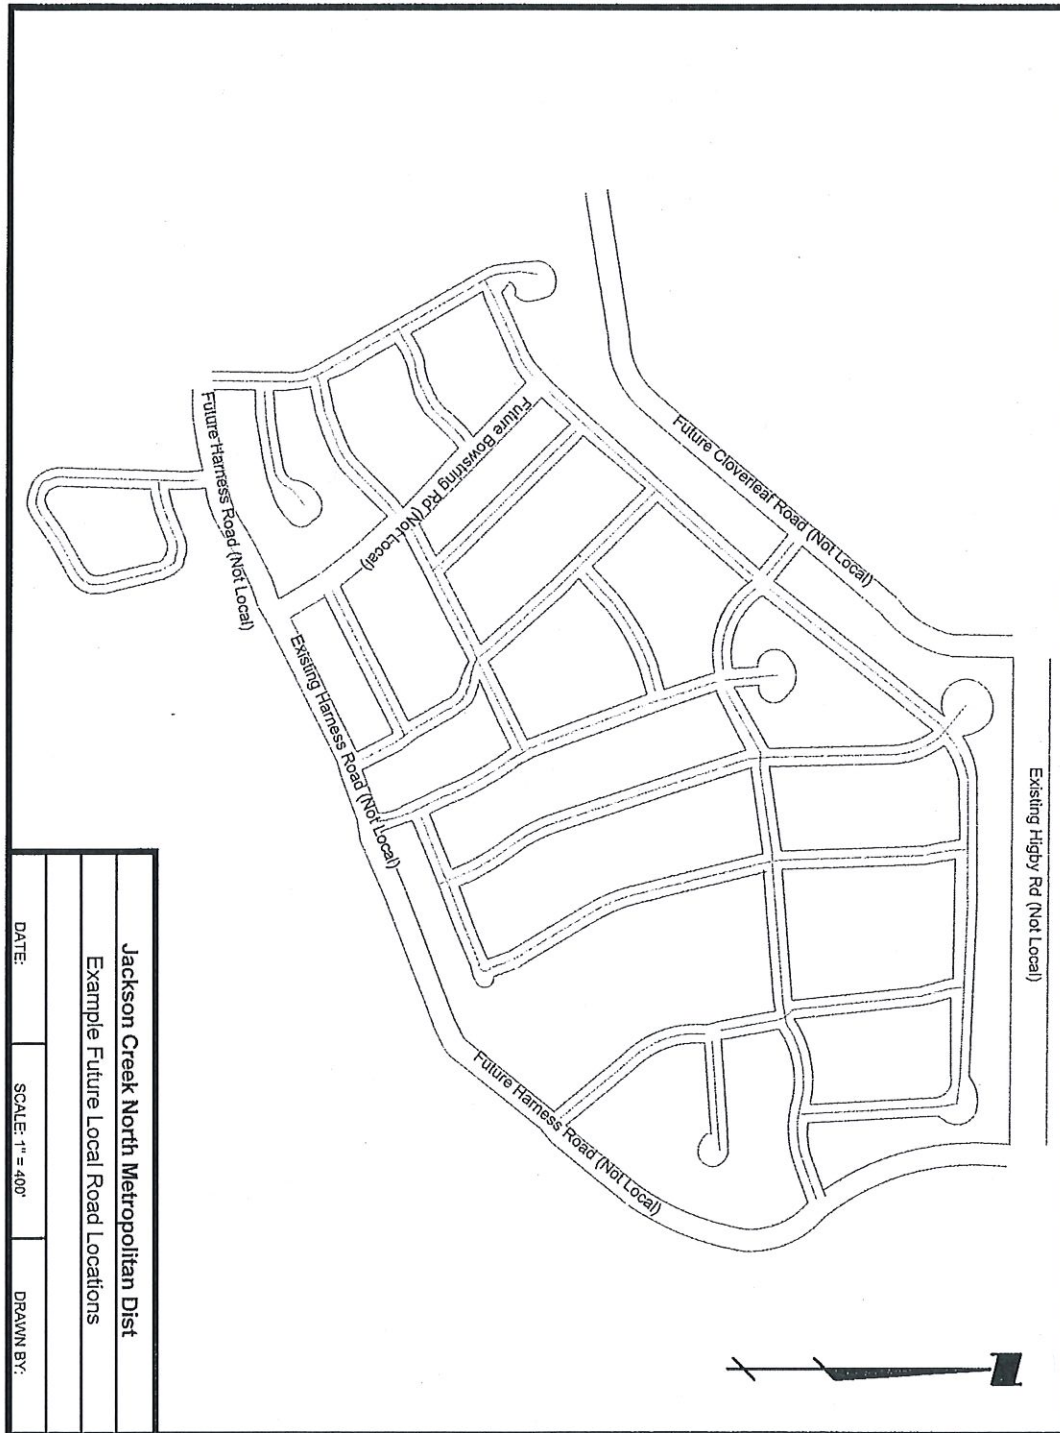 Existing Higby Rd (Not Local)
Future Cloverleaf Road (Not Local)
Future Bowstring Rd (Not Local)
Future Harness Road (Not Local)
Existing Harness Road (Not Local)
Future Harness Road (Not Local)
Jackson Creek North Metropolitan Dist
Example Future Local Road Locations
DATE:
SCALE: 1" = 400'
DRAWN BY: